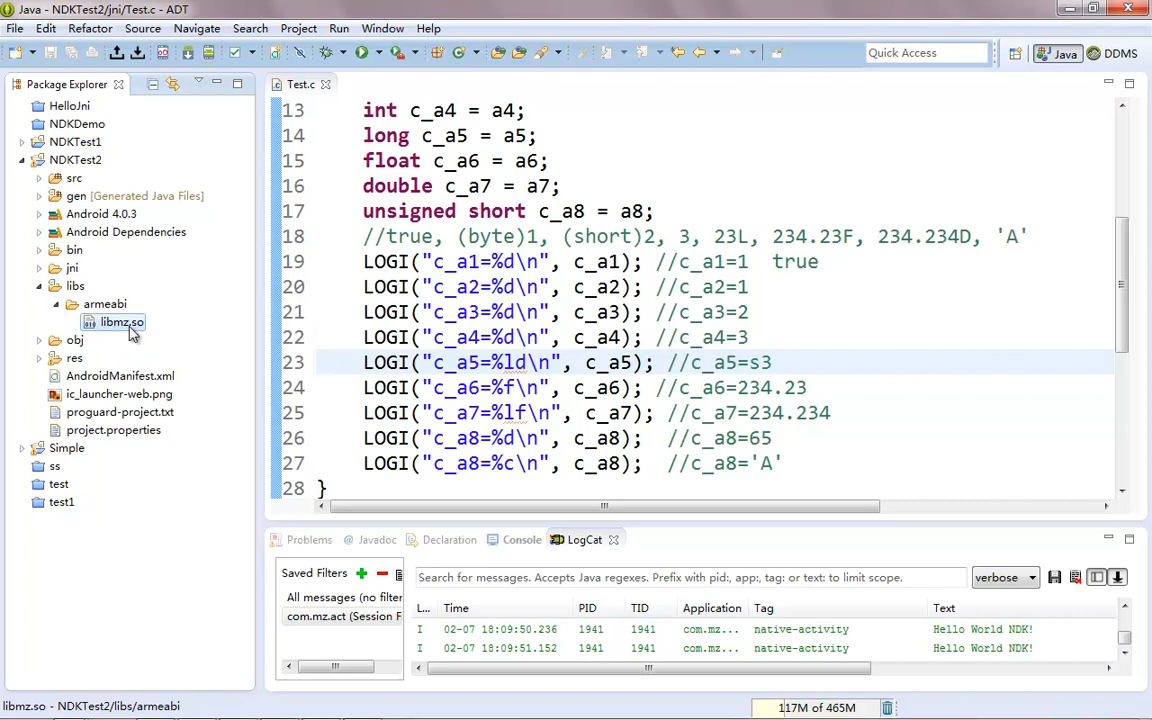 Java - NDKTest2/jni/Test.c - ADT
File Edit Refactor Source Navigate Search Project Run Window Help
Quick Access
Java
DDMS
Package Explorer
HelloJni
NDKDemo
NDKTest1
NDKTest2
src
gen [Generated Java Files]
Android 4.0.3
Android Dependencies
bin
jni
libs
armeabi
libmz.so
obj
res
AndroidManifest.xml
ic_launcher-web.png
proguard-project.txt
project.properties
Simple
ss
test
test1
Test.c
13 int c_a4 = a4;
14 long c_a5 = a5;
15 float c_a6 = a6;
16 double c_a7 = a7;
17 unsigned short c_a8 = a8;
18 //true, (byte)1, (short)2, 3, 23L, 234.23F, 234.234D, 'A'
19 LOGI("c_a1=%d\n", c_a1); //c_a1=1 true
20 LOGI("c_a2=%d\n", c_a2); //c_a2=1
21 LOGI("c_a3=%d\n", c_a3); //c_a3=2
22 LOGI("c_a4=%d\n", c_a4); //c_a4=3
23 LOGI("c_a5=%ld\n", c_a5); //c_a5=s3
24 LOGI("c_a6=%f\n", c_a6); //c_a6=234.23
25 LOGI("c_a7=%lf\n", c_a7); //c_a7=234.234
26 LOGI("c_a8=%d\n", c_a8); //c_a8=65
27 LOGI("c_a8=%c\n", c_a8); //c_a8='A'
28 }
Problems Javadoc Declaration Console LogCat
Saved Filters
All messages (no filter
com.mz.act (Session F
Search for messages. Accepts Java regexes. Prefix with pid:, app:, tag: or text: to limit scope.
verbose
L... Time PID TID Application Tag Text
I 02-07 18:09:50.236 1941 1941 com.mz... native-activity Hello World NDK!
I 02-07 18:09:51.152 1941 1941 com.mz... native-activity Hello World NDK!
libmz.so - NDKTest2/libs/armeabi
117M of 465M